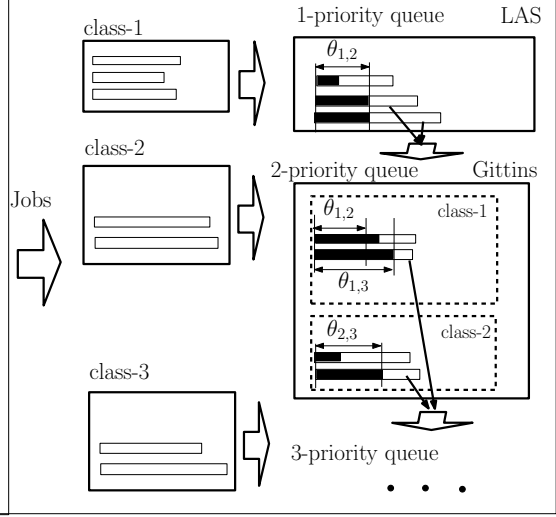 Jobs
class-1
class-2
class-3
1-priority queue LAS
θ1,2
2-priority queue Gittins
class-1
θ1,2
θ1,3
class-2
θ2,3
3-priority queue
• • •